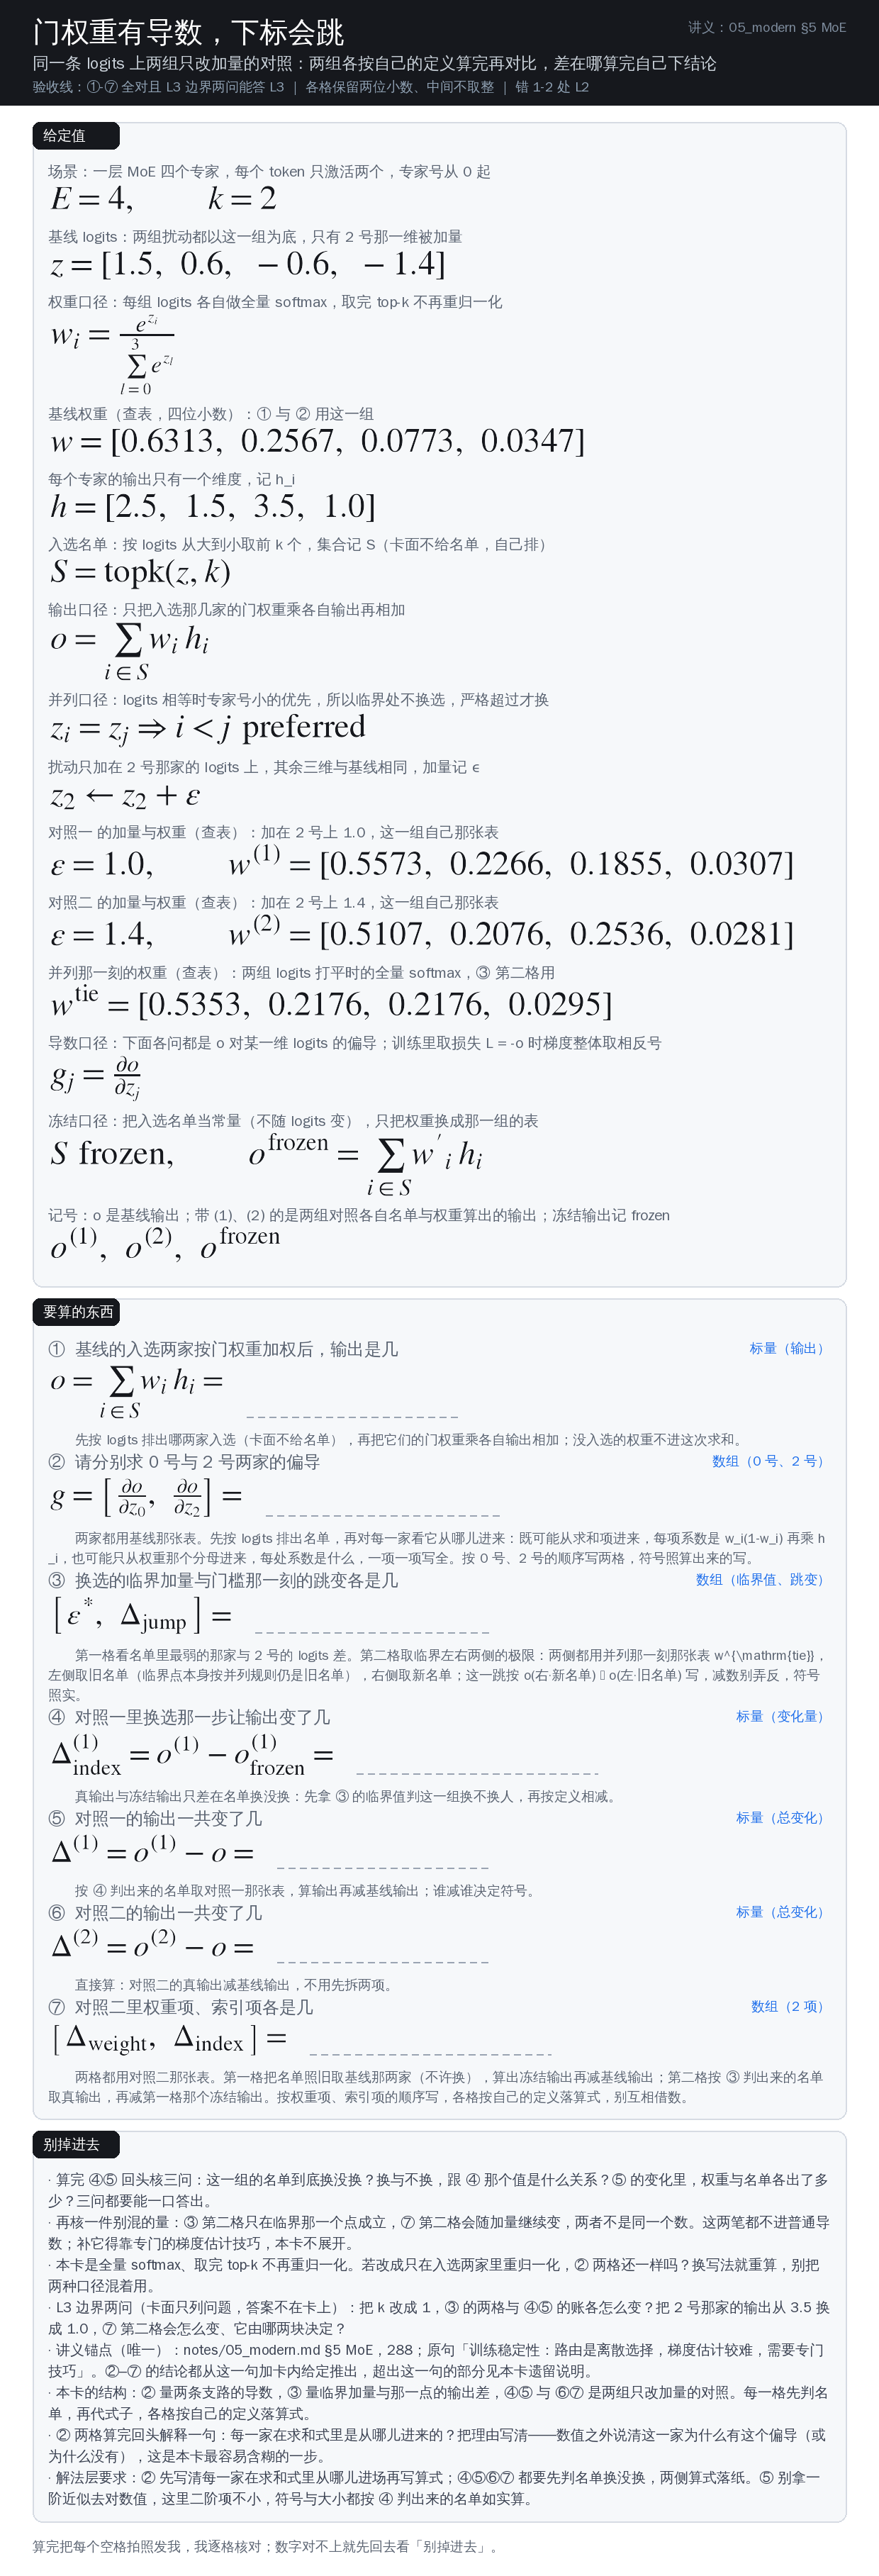 门权重有导数，下标会跳
讲义：05_modern §5 MoE
同一条 logits 上两组只改加量的对照：两组各按自己的定义算完再对比，差在哪算完自己下结论
验收线：①-⑦ 全对且 L3 边界两问能答 L3 ｜ 各格保留两位小数、中间不取整 ｜ 错 1-2 处 L2
给定值
场景：一层 MoE 四个专家，每个 token 只激活两个，专家号从 0 起
E = 4, k = 2
基线 logits：两组扰动都以这一组为底，只有 2 号那一维被加量
z = [1.5, 0.6, −0.6, −1.4]
权重口径：每组 logits 各自做全量 softmax，取完 top-k 不再重归一化
w_i = \frac{e^{z_i}}{\sum_{l=0}^{3} e^{z_l}}
基线权重（查表，四位小数）：① 与 ② 用这一组
w = [0.6313, 0.2567, 0.0773, 0.0347]
每个专家的输出只有一个维度，记 h_i
h = [2.5, 1.5, 3.5, 1.0]
入选名单：按 logits 从大到小取前 k 个，集合记 S（卡面不给名单，自己排）
S = topk(z, k)
输出口径：只把入选那几家的门权重乘各自输出再相加
o = \sum_{i ∈ S} w_i h_i
并列口径：logits 相等时专家号小的优先，所以临界处不换选，严格超过才换
z_i = z_j ⇒ i < j preferred
扰动只加在 2 号那家的 logits 上，其余三维与基线相同，加量记 ϵ
z_2 ← z_2 + ε
对照一 的加量与权重（查表）：加在 2 号上 1.0，这一组自己那张表
ε = 1.0, w^{(1)} = [0.5573, 0.2266, 0.1855, 0.0307]
对照二 的加量与权重（查表）：加在 2 号上 1.4，这一组自己那张表
ε = 1.4, w^{(2)} = [0.5107, 0.2076, 0.2536, 0.0281]
并列那一刻的权重（查表）：两组 logits 打平时的全量 softmax，③ 第二格用
w^{tie} = [0.5353, 0.2176, 0.2176, 0.0295]
导数口径：下面各问都是 o 对某一维 logits 的偏导；训练里取损失 L = -o 时梯度整体取相反号
g_j = \frac{∂o}{∂z_j}
冻结口径：把入选名单当常量（不随 logits 变），只把权重换成那一组的表
S frozen, o^{frozen} = \sum_{i ∈ S} w'_i h_i
记号：o 是基线输出；带 (1)、(2) 的是两组对照各自名单与权重算出的输出；冻结输出记 frozen
o^{(1)}, o^{(2)}, o^{frozen}
要算的东西
① 基线的入选两家按门权重加权后，输出是几
标量（输出）
o = \sum_{i ∈ S} w_i h_i =
先按 logits 排出哪两家入选（卡面不给名单），再把它们的门权重乘各自输出相加；没入选的权重不进这次求和。
② 请分别求 0 号与 2 号两家的偏导
数组（0 号、2 号）
g = [\frac{∂o}{∂z_0}, \frac{∂o}{∂z_2}] =
两家都用基线那张表。先按 logits 排出名单，再对每一家看它从哪儿进来：既可能从求和项进来，每项系数是 w_i(1-w_i) 再乘 h
_i，也可能只从权重那个分母进来，每处系数是什么，一项一项写全。按 0 号、2 号的顺序写两格，符号照算出来的写。
③ 换选的临界加量与门槛那一刻的跳变各是几
数组（临界值、跳变）
[ε^*, Δ_{jump}] =
第一格看名单里最弱的那家与 2 号的 logits 差。第二格取临界左右两侧的极限：两侧都用并列那一刻那张表 w^{\mathrm{tie}}，
左侧取旧名单（临界点本身按并列规则仍是旧名单），右侧取新名单；这一跳按 o(右·新名单) − o(左·旧名单) 写，减数别弄反，符号
照实。
④ 对照一里换选那一步让输出变了几
标量（变化量）
Δ^{(1)}_{index} = o^{(1)} − o^{(1)}_{frozen} =
真输出与冻结输出只差在名单换没换：先拿 ③ 的临界值判这一组换不换人，再按定义相减。
⑤ 对照一的输出一共变了几
标量（总变化）
Δ^{(1)} = o^{(1)} − o =
按 ④ 判出来的名单取对照一那张表，算输出再减基线输出；谁减谁决定符号。
⑥ 对照二的输出一共变了几
标量（总变化）
Δ^{(2)} = o^{(2)} − o =
直接算：对照二的真输出减基线输出，不用先拆两项。
⑦ 对照二里权重项、索引项各是几
数组（2 项）
[Δ_{weight}, Δ_{index}] =
两格都用对照二那张表。第一格把名单照旧取基线那两家（不许换），算出冻结输出再减基线输出；第二格按 ③ 判出来的名单
取真输出，再减第一格那个冻结输出。按权重项、索引项的顺序写，各格按自己的定义落算式，别互相借数。
别掉进去
· 算完 ④⑤ 回头核三问：这一组的名单到底换没换？换与不换，跟 ④ 那个值是什么关系？⑤ 的变化里，权重与名单各出了多
少？三问都要能一口答出。
· 再核一件别混的量：③ 第二格只在临界那一个点成立，⑦ 第二格会随加量继续变，两者不是同一个数。这两笔都不进普通导
数；补它得靠专门的梯度估计技巧，本卡不展开。
· 本卡是全量 softmax、取完 top-k 不再重归一化。若改成只在入选两家里重归一化，② 两格还一样吗？换写法就重算，别把
两种口径混着用。
· L3 边界两问（卡面只列问题，答案不在卡上）：把 k 改成 1，③ 的两格与 ④⑤ 的账各怎么变？把 2 号那家的输出从 3.5 换
成 1.0，⑦ 第二格会怎么变、它由哪两块决定？
· 讲义锚点（唯一）：notes/05_modern.md §5 MoE，288；原句「训练稳定性：路由是离散选择，梯度估计较难，需要专门
技巧」。②–⑦ 的结论都从这一句加卡内给定推出，超出这一句的部分见本卡遗留说明。
· 本卡的结构：② 量两条支路的导数，③ 量临界加量与那一点的输出差，④⑤ 与 ⑥⑦ 是两组只改加量的对照。每一格先判名
单，再代式子，各格按自己的定义落算式。
· ② 两格算完回头解释一句：每一家在求和式里是从哪儿进来的？把理由写清——数值之外说清这一家为什么有这个偏导（或
为什么没有），这是本卡最容易含糊的一步。
· 解法层要求：② 先写清每一家在求和式里从哪儿进场再写算式；④⑤⑥⑦ 都要先判名单换没换，两侧算式落纸。⑤ 别拿一
阶近似去对数值，这里二阶项不小，符号与大小都按 ④ 判出来的名单如实算。
算完把每个空格拍照发我，我逐格核对；数字对不上就先回去看「别掉进去」。